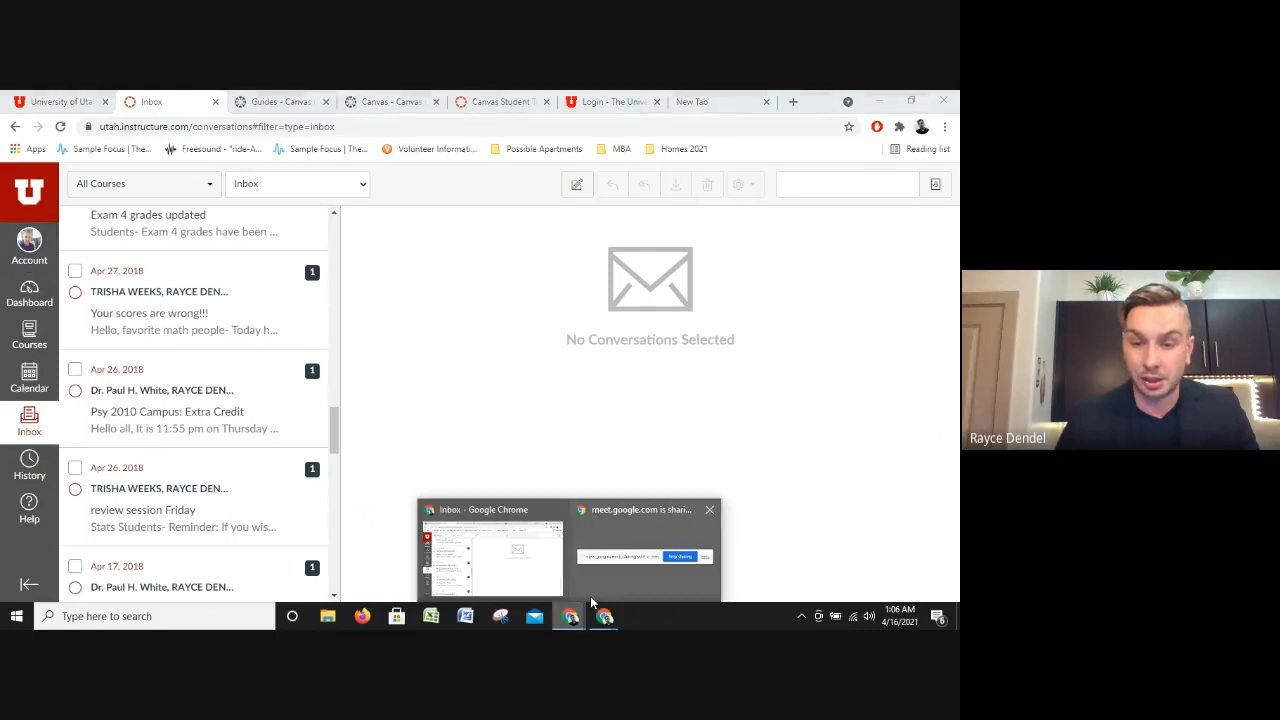 University of Uta
Inbox
Guides - Canvas
Canvas - Canvas
Canvas Student T
Login - The Unive
New Tab
utah.instructure.com/conversations#filter=type=inbox
Apps
Sample Focus | The...
Freesound - "ride-A...
Sample Focus | The...
Volunteer Informati...
Possible Apartments
MBA
Homes 2021
Reading list
All Courses
Inbox
U
Account
Dashboard
Courses
Calendar
Inbox
History
Help
Exam 4 grades updated
Students- Exam 4 grades have been ...
Apr 27, 2018
1
TRISHA WEEKS, RAYCE DEN...
Your scores are wrong!!!
Hello, favorite math people- Today h...
Apr 26, 2018
1
Dr. Paul H. White, RAYCE DEN...
Psy 2010 Campus: Extra Credit
Hello all, It is 11:55 pm on Thursday ...
Apr 26, 2018
1
TRISHA WEEKS, RAYCE DEN...
review session Friday
Stats Students- Reminder: If you wis...
Apr 17, 2018
1
Dr. Paul H. White, RAYCE DEN...
No Conversations Selected
Inbox - Google Chrome
meet.google.com is shari...
Stop sharing
Rayce Dendel
Type here to search
1:06 AM
4/16/2021
6